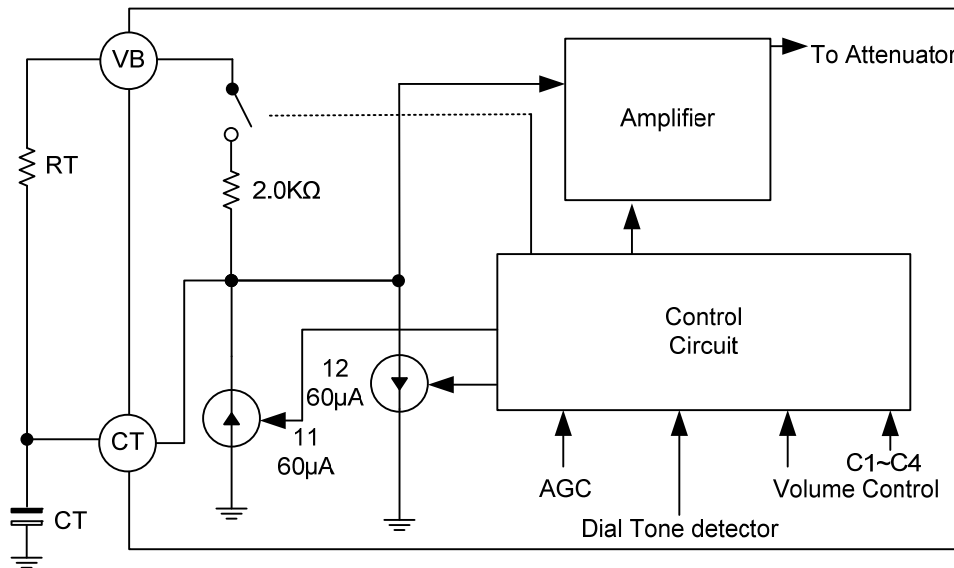 VB
To Attenuator
Amplifier
RT
2.0KΩ
Control
Circuit
12
60µA
11
60µA
CT
C1~C4
AGC
Volume Control
Dial Tone detector
CT